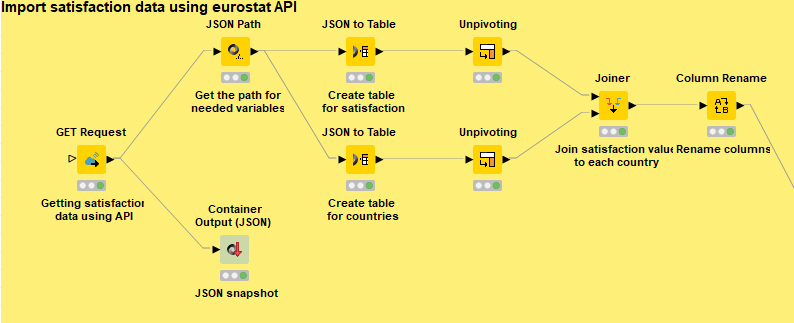 Import satisfaction data using eurostat API
JSON Path
Get the path for
needed variables
JSON to Table
Create table
for satisfaction
Unpivoting
Joiner
Join satisfaction value
to each country
Column Rename
Rename columns
GET Request
Getting satisfaction
data using API
JSON to Table
Create table
for countries
Unpivoting
Container
Output (JSON)
JSON snapshot